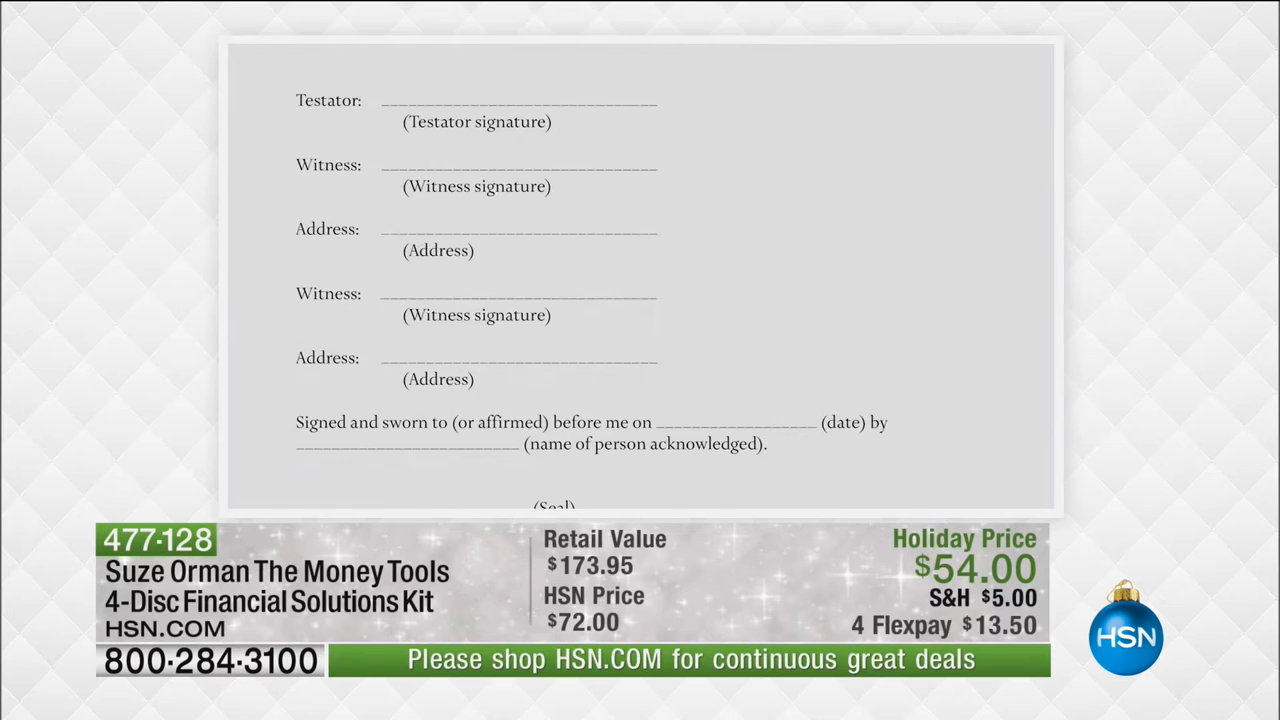 Testator: ______________________________
(Testator signature)
Witness: ______________________________
(Witness signature)
Address: ______________________________
(Address)
Witness: ______________________________
(Witness signature)
Address: ______________________________
(Address)
Signed and sworn to (or affirmed) before me on _________________ (date) by
________________________ (name of person acknowledged).
(Seal)
477-128
Suze Orman The Money Tools
4-Disc Financial Solutions Kit
HSN.COM
Retail Value
$173.95
HSN Price
$72.00
Holiday Price
$54.00
S&H $5.00
4 Flexpay $13.50
HSN
800-284-3100
Please shop HSN.COM for continuous great deals